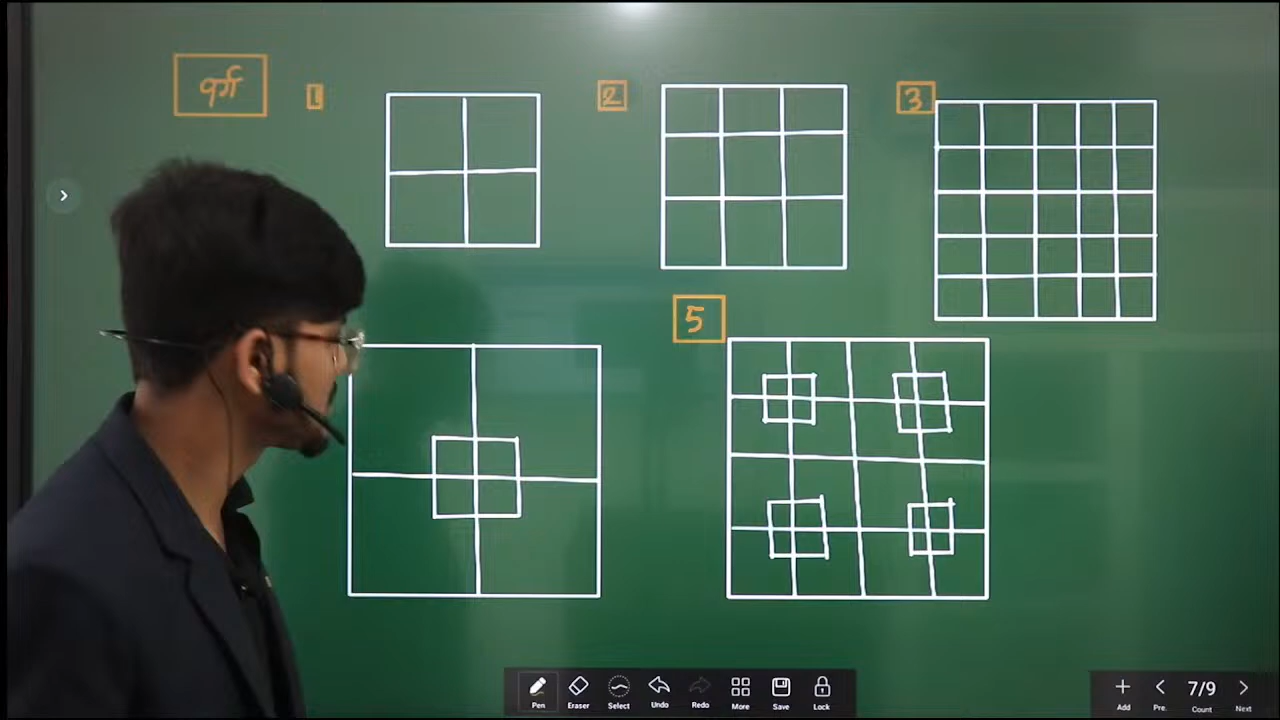 वर्ग
1
2
3
5
Pen
Eraser
Select
Undo
Redo
More
Save
Lock
Add
Pre.
7/9
Count
Next